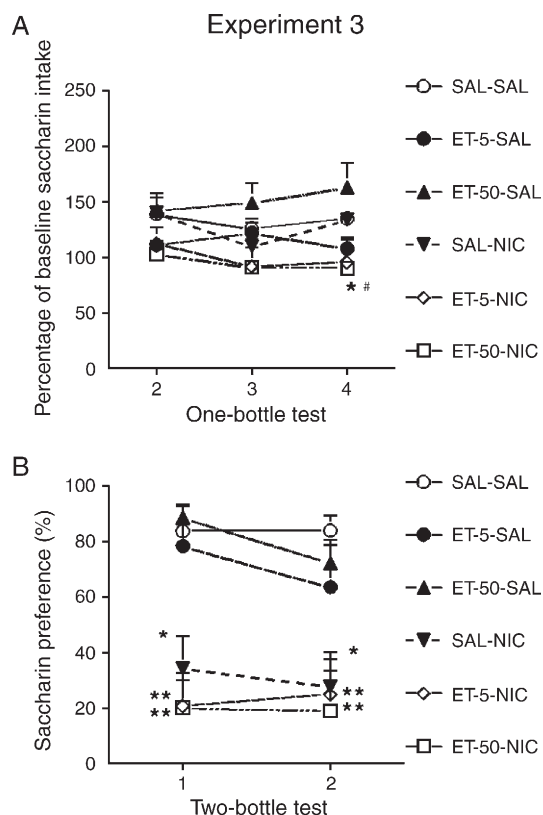 A
Experiment 3
Percentage of baseline saccharin intake
250
200
150
100
50
0
2
3
4
One-bottle test
* #
SAL-SAL
ET-5-SAL
ET-50-SAL
SAL-NIC
ET-5-NIC
ET-50-NIC
B
Saccharin preference (%)
100
80
60
40
20
0
1
2
Two-bottle test
*
**
**
*
**
**
SAL-SAL
ET-5-SAL
ET-50-SAL
SAL-NIC
ET-5-NIC
ET-50-NIC